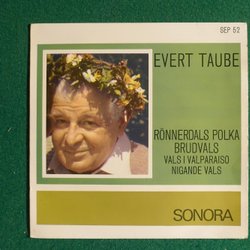 SEP 52
EVERT TAUBE
RÖNNERDALS POLKA
BRUDVALS
VALS I VALPARAISO
NIGANDE VALS
SONORA